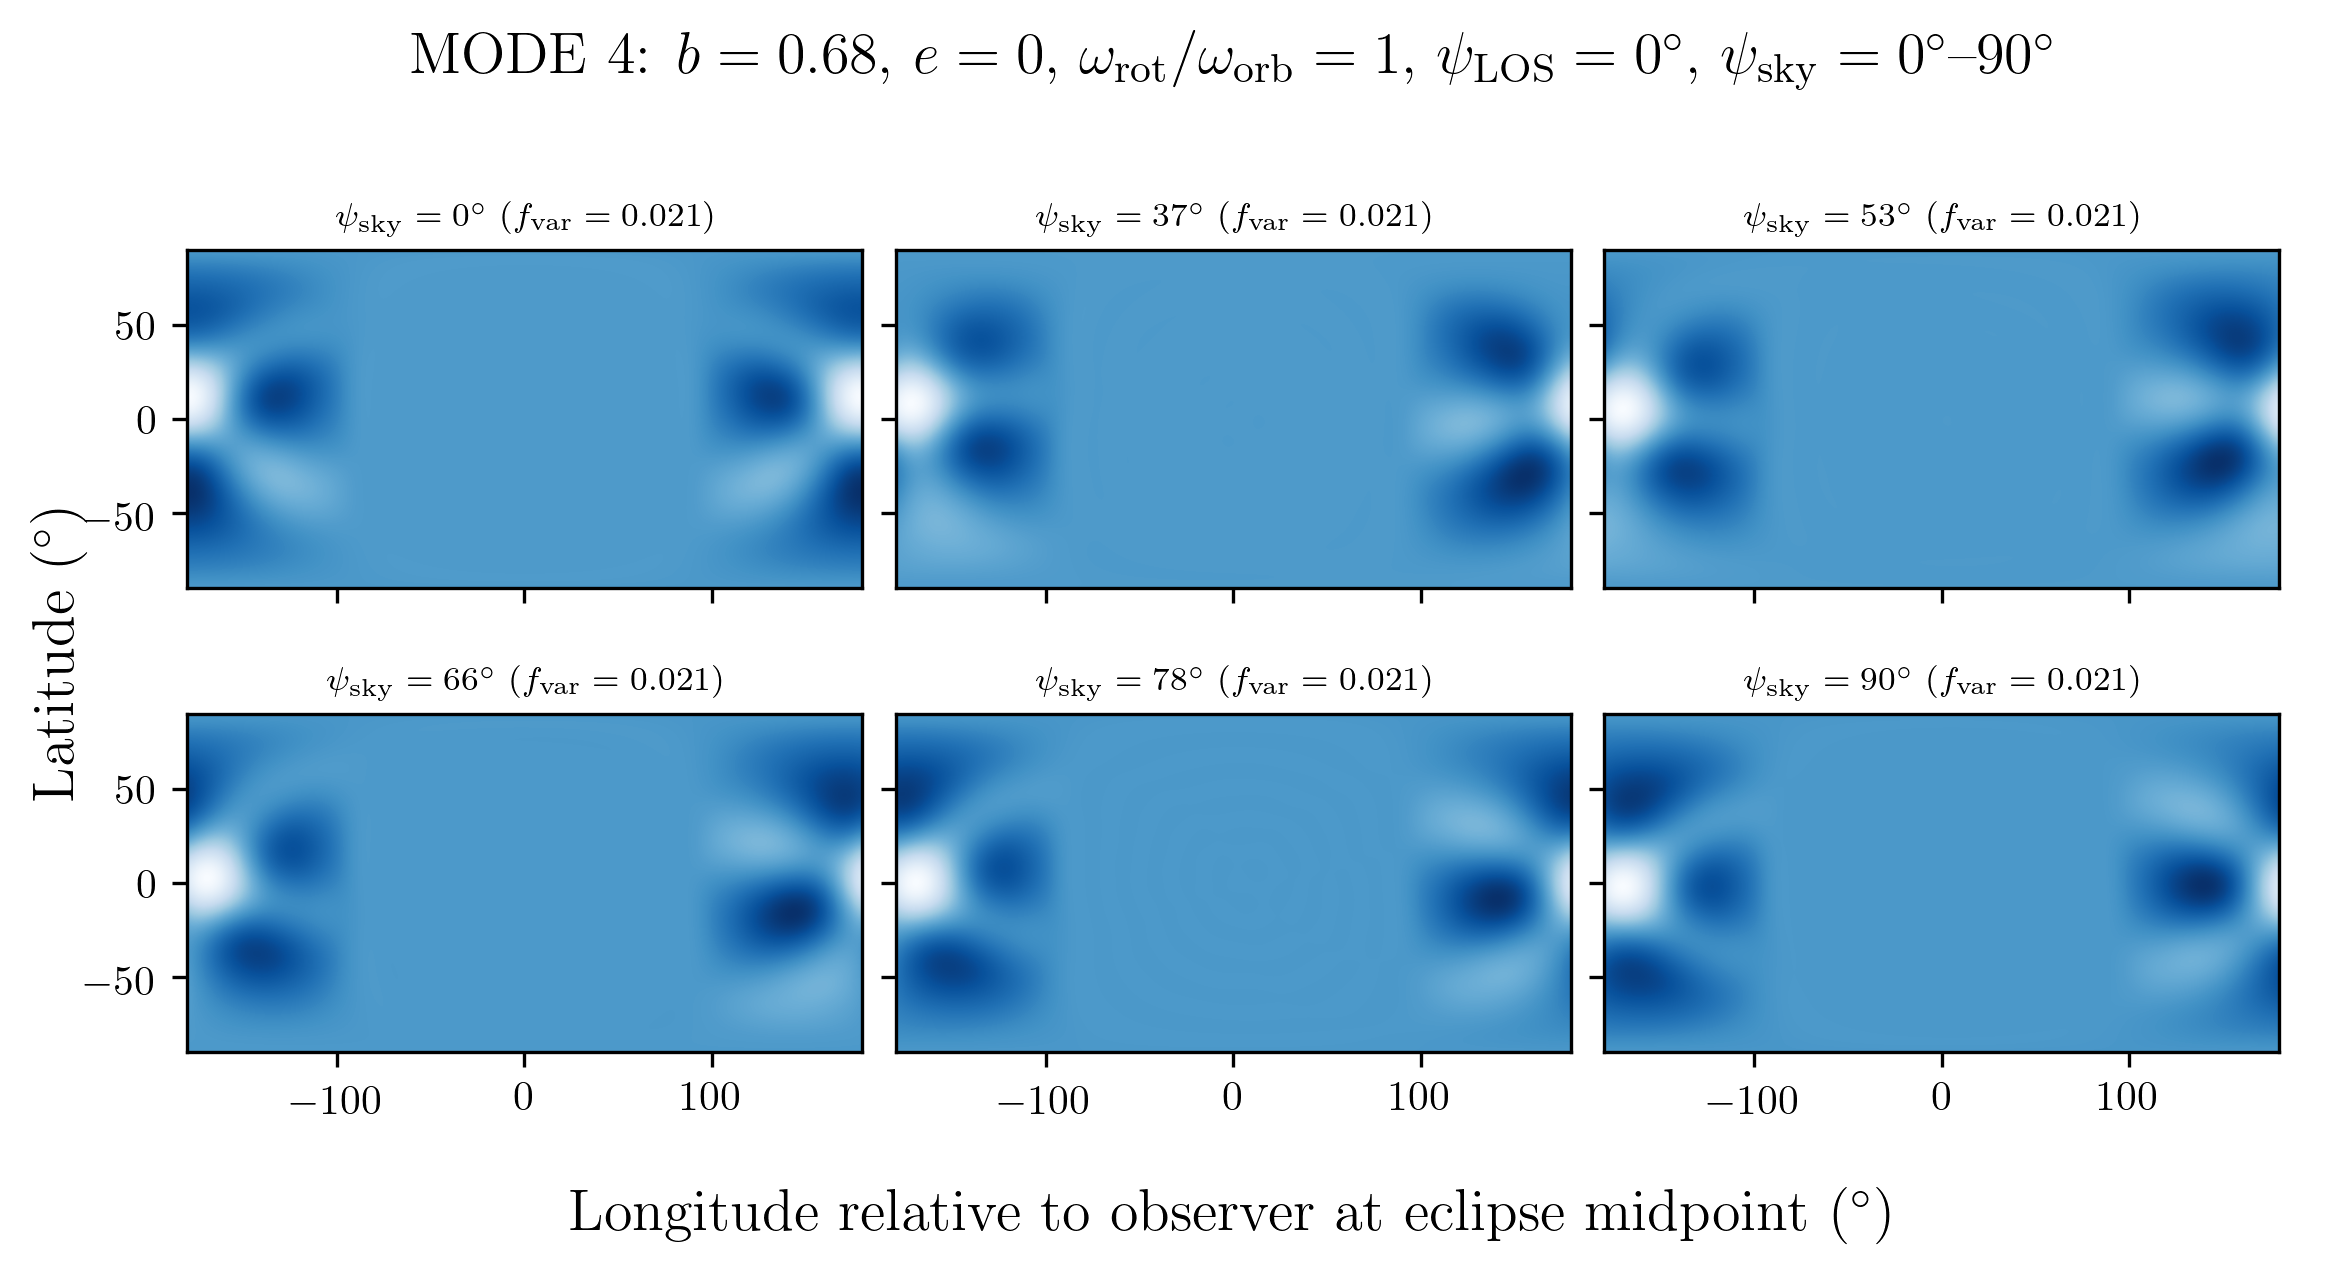 MODE 4: b = 0.68, e = 0, ω_rot/ω_orb = 1, ψ_LOS = 0°, ψ_sky = 0°–90°
ψ_sky = 0° (f_var = 0.021)
ψ_sky = 37° (f_var = 0.021)
ψ_sky = 53° (f_var = 0.021)
50
0
−50
ψ_sky = 66° (f_var = 0.021)
ψ_sky = 78° (f_var = 0.021)
ψ_sky = 90° (f_var = 0.021)
50
0
−50
Latitude (°)
−100 0 100
−100 0 100
−100 0 100
Longitude relative to observer at eclipse midpoint (°)